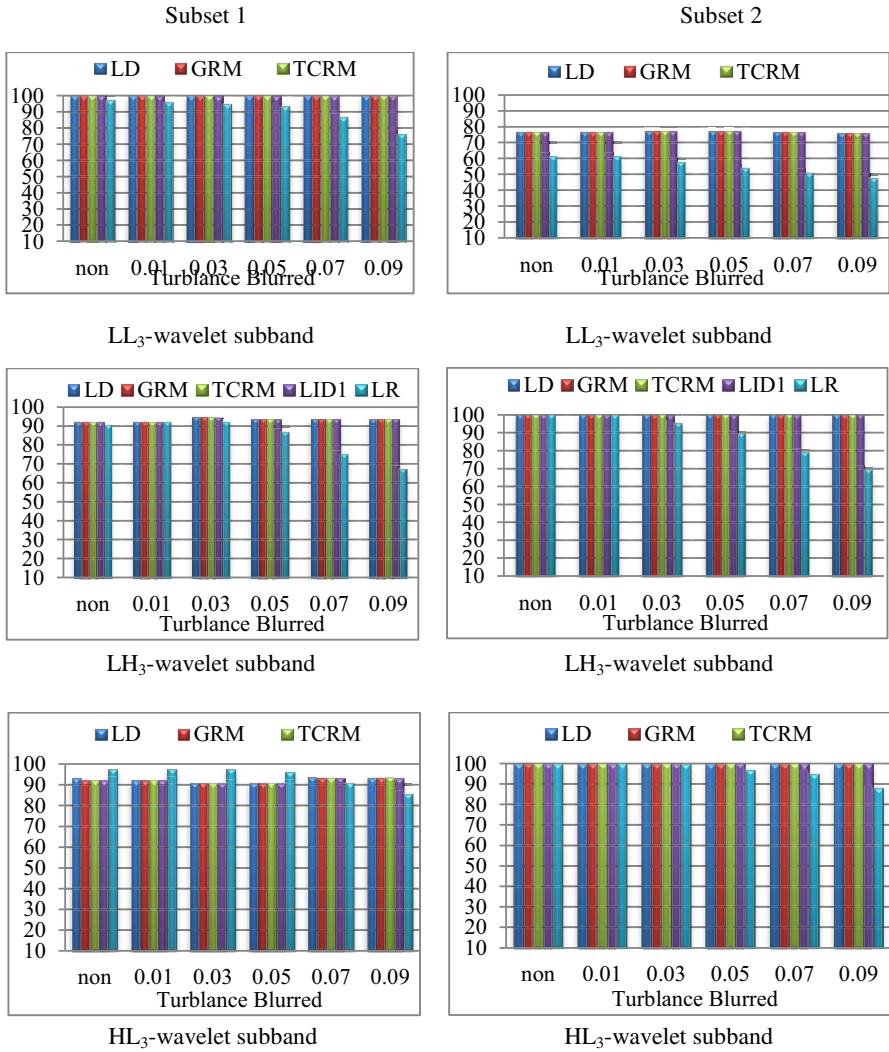 Subset 1
Subset 2
LD GRM TCRM
100
90
80
70
60
50
40
30
20
10
non 0.01 0.03 0.05 0.07 0.09
Turblance Blurred
LL3-wavelet subband
LD GRM TCRM
100
90
80
70
60
50
40
30
20
10
non 0.01 0.03 0.05 0.07 0.09
Turblance Blurred
LL3-wavelet subband
LD GRM TCRM LID1 LR
100
90
80
70
60
50
40
30
20
10
non 0.01 0.03 0.05 0.07 0.09
Turblance Blurred
LH3-wavelet subband
LD GRM TCRM LID1 LR
100
90
80
70
60
50
40
30
20
10
non 0.01 0.03 0.05 0.07 0.09
Turblance Blurred
LH3-wavelet subband
LD GRM TCRM
100
90
80
70
60
50
40
30
20
10
non 0.01 0.03 0.05 0.07 0.09
Turblance Blurred
HL3-wavelet subband
LD GRM TCRM
100
90
80
70
60
50
40
30
20
10
non 0.01 0.03 0.05 0.07 0.09
Turblance Blurred
HL3-wavelet subband